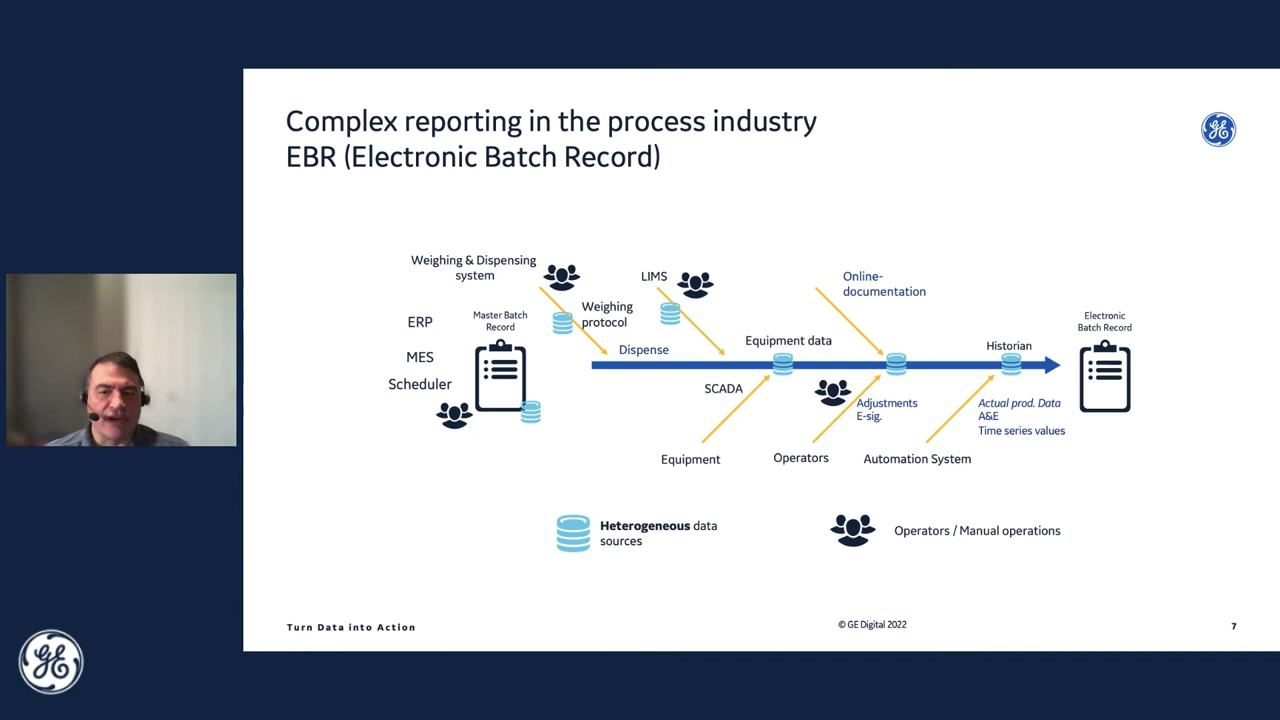 Complex reporting in the process industry
EBR (Electronic Batch Record)
Weighing & Dispensing
system
LIMS
Online-
documentation
Weighing
protocol
ERP
Master Batch
Record
Electronic
Batch Record
MES
Dispense
Equipment data
Historian
Scheduler
SCADA
Adjustments
E-sig.
Actual prod. Data
A&E
Time series values
Equipment
Operators
Automation System
Heterogeneous data
sources
Operators / Manual operations
Turn Data into Action
© GE Digital 2022
7